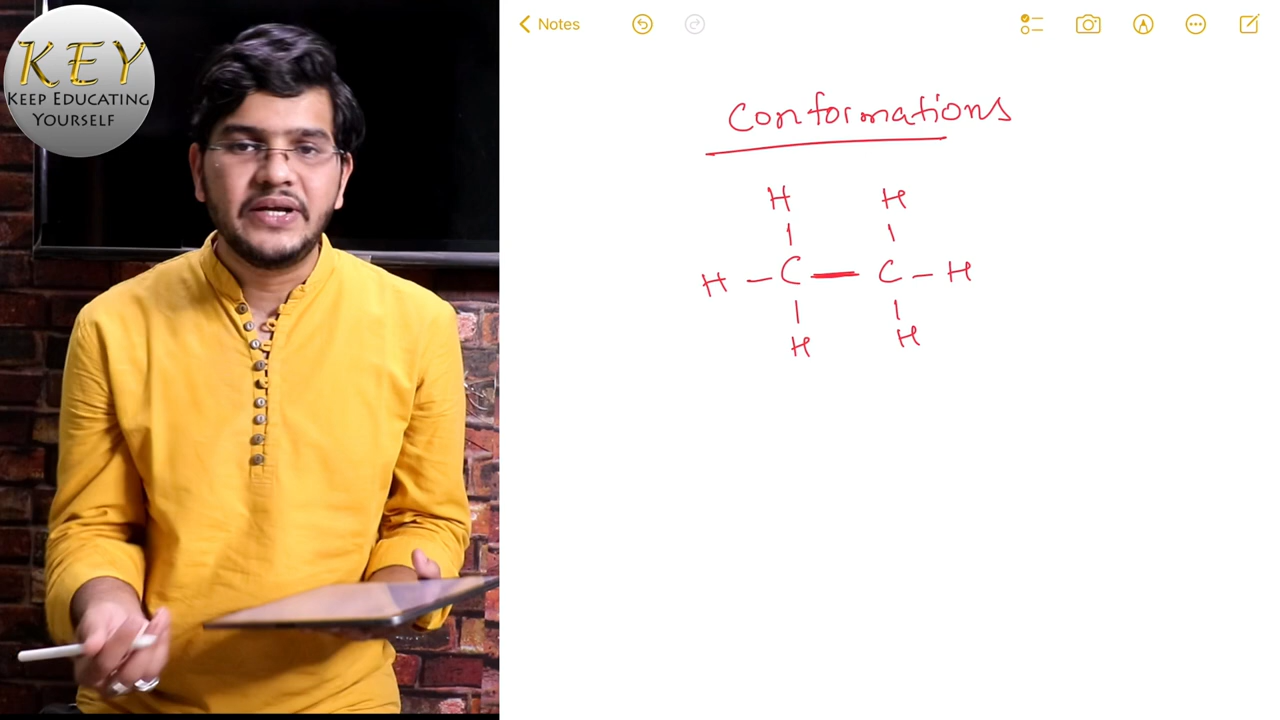 KEY
KEEP EDUCATING
YOURSELF
Notes
Conformations
H H
H – C — C – H
H H